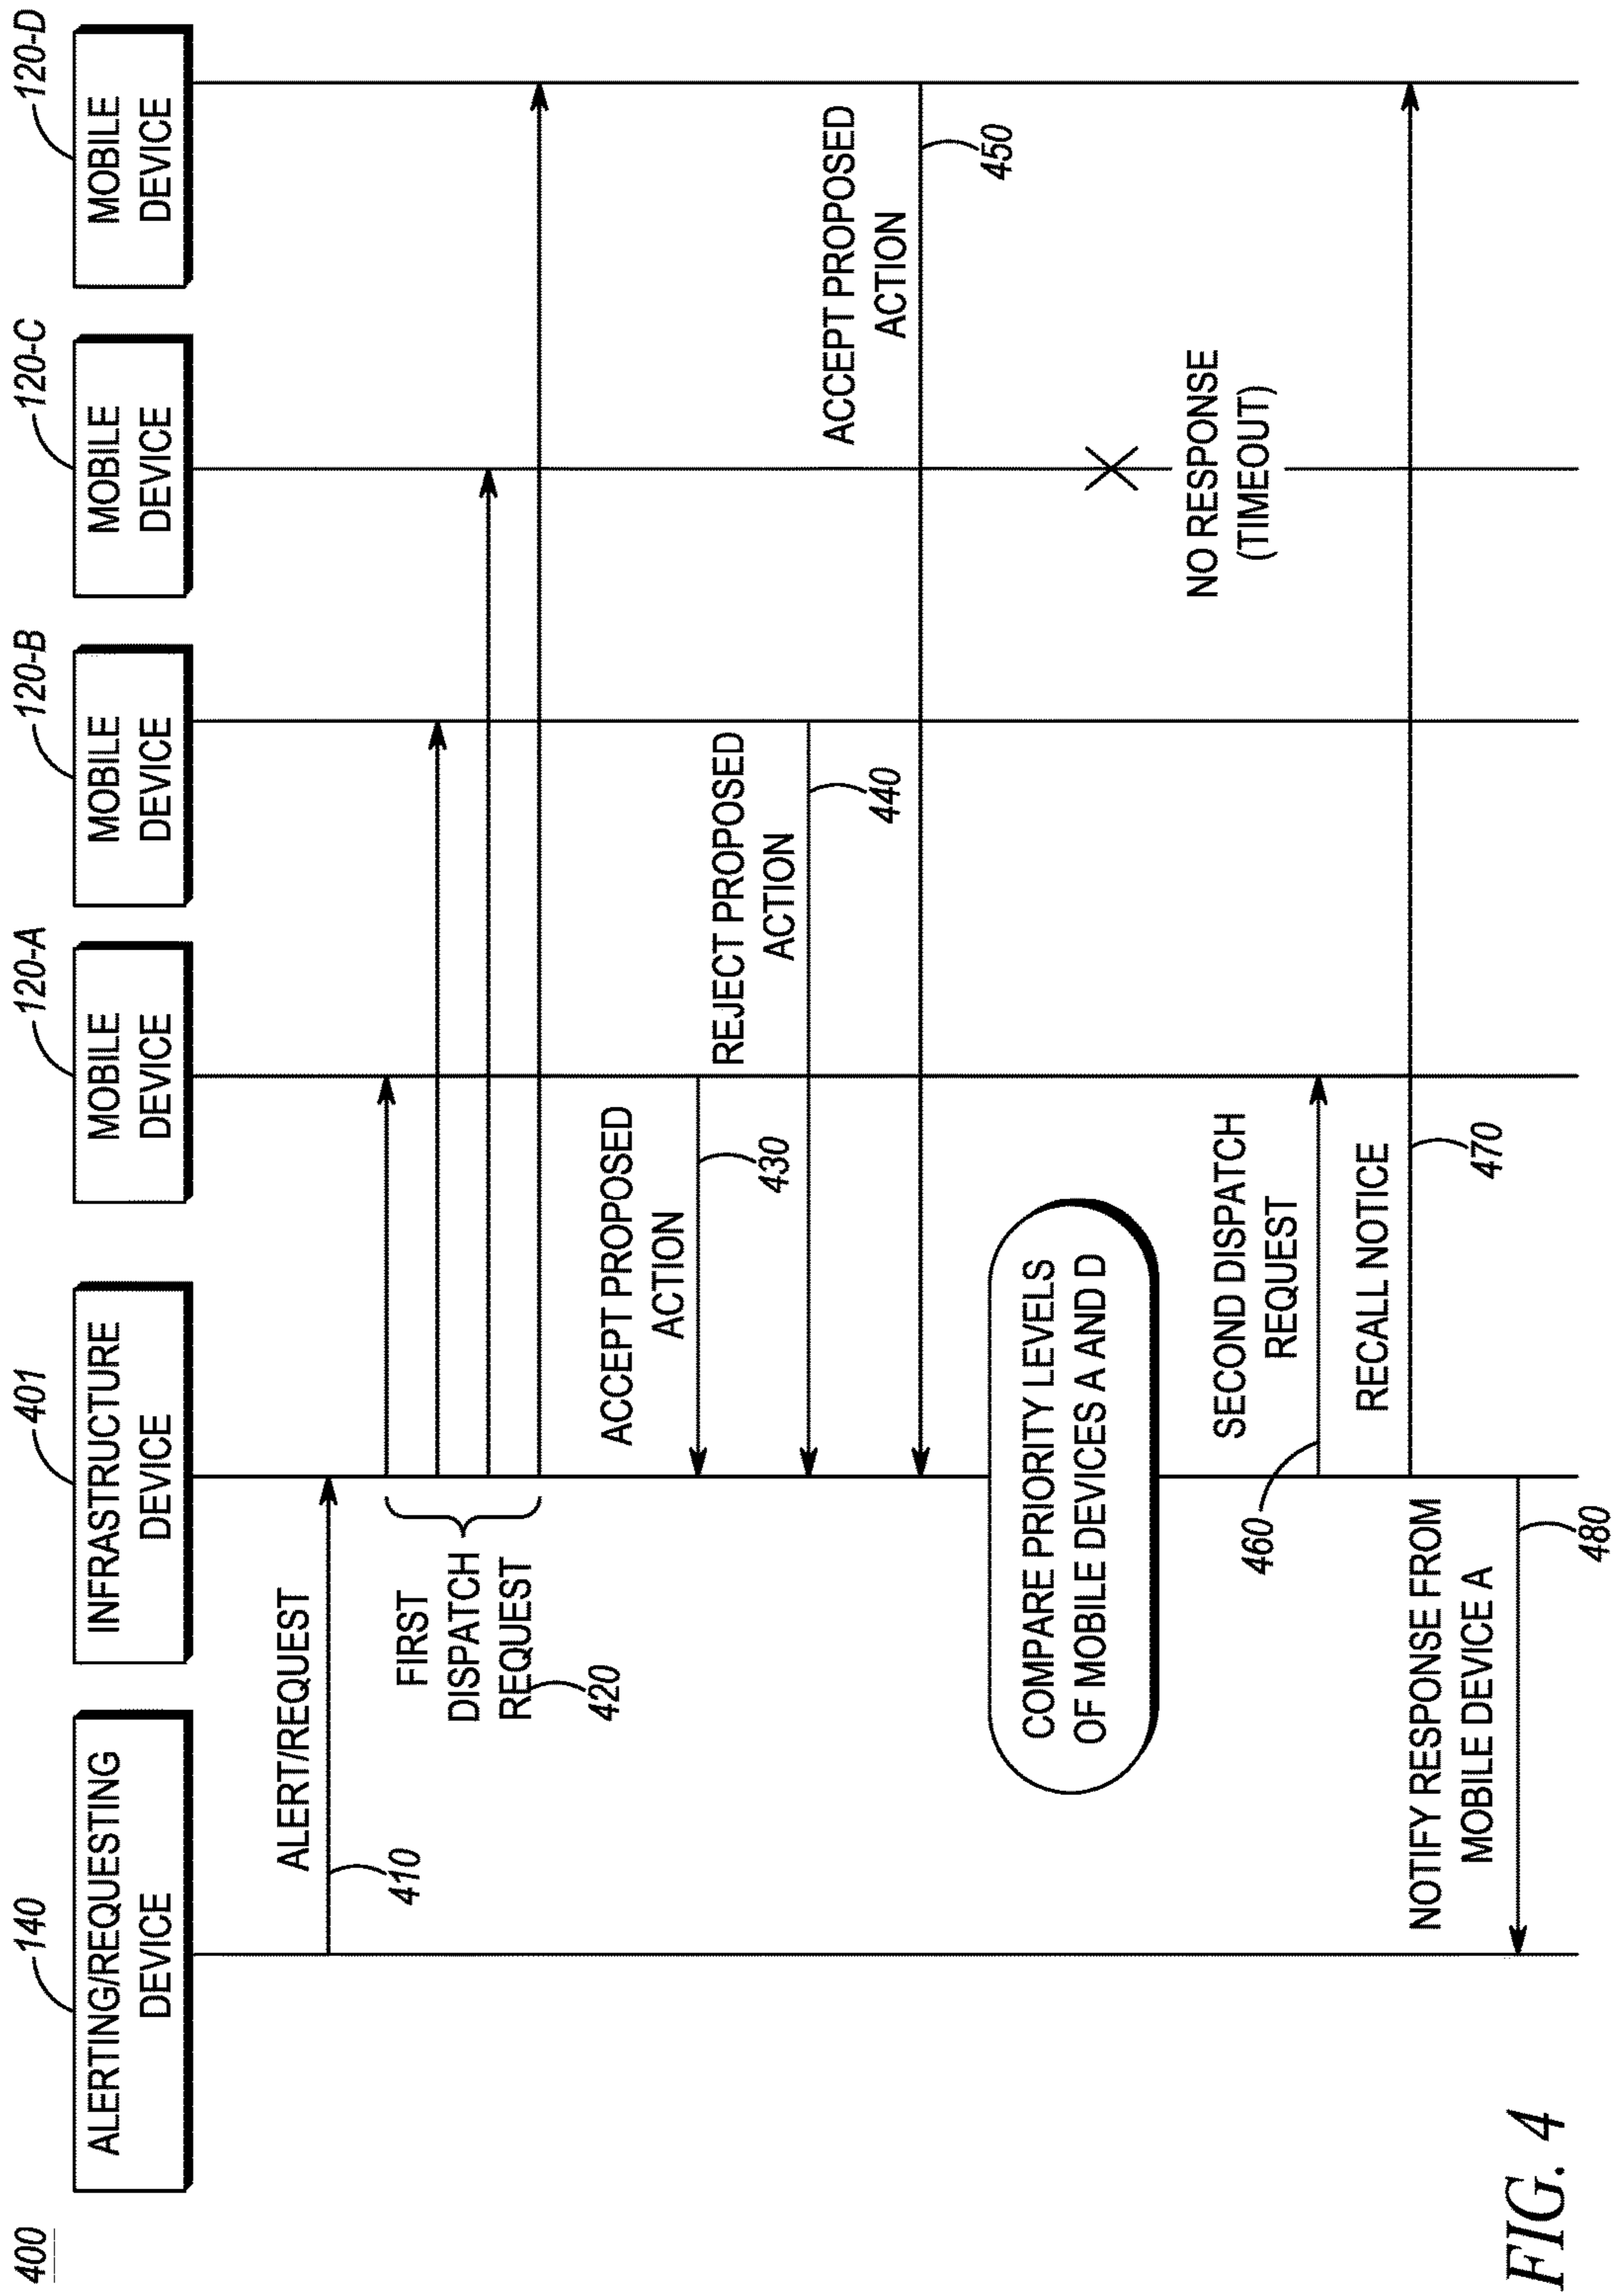 400
140
ALERTING/REQUESTING
DEVICE
401
INFRASTRUCTURE
DEVICE
120-A
MOBILE
DEVICE
120-B
MOBILE
DEVICE
120-C
MOBILE
DEVICE
120-D
MOBILE
DEVICE
ALERT/REQUEST
410
FIRST
DISPATCH
REQUEST
420
ACCEPT PROPOSED
ACTION
430
REJECT PROPOSED
ACTION
440
ACCEPT PROPOSED
ACTION
450
COMPARE PRIORITY LEVELS
OF MOBILE DEVICES A AND D
NO RESPONSE
(TIMEOUT)
SECOND DISPATCH
REQUEST
460
RECALL NOTICE
470
NOTIFY RESPONSE FROM
MOBILE DEVICE A
480
FIG. 4